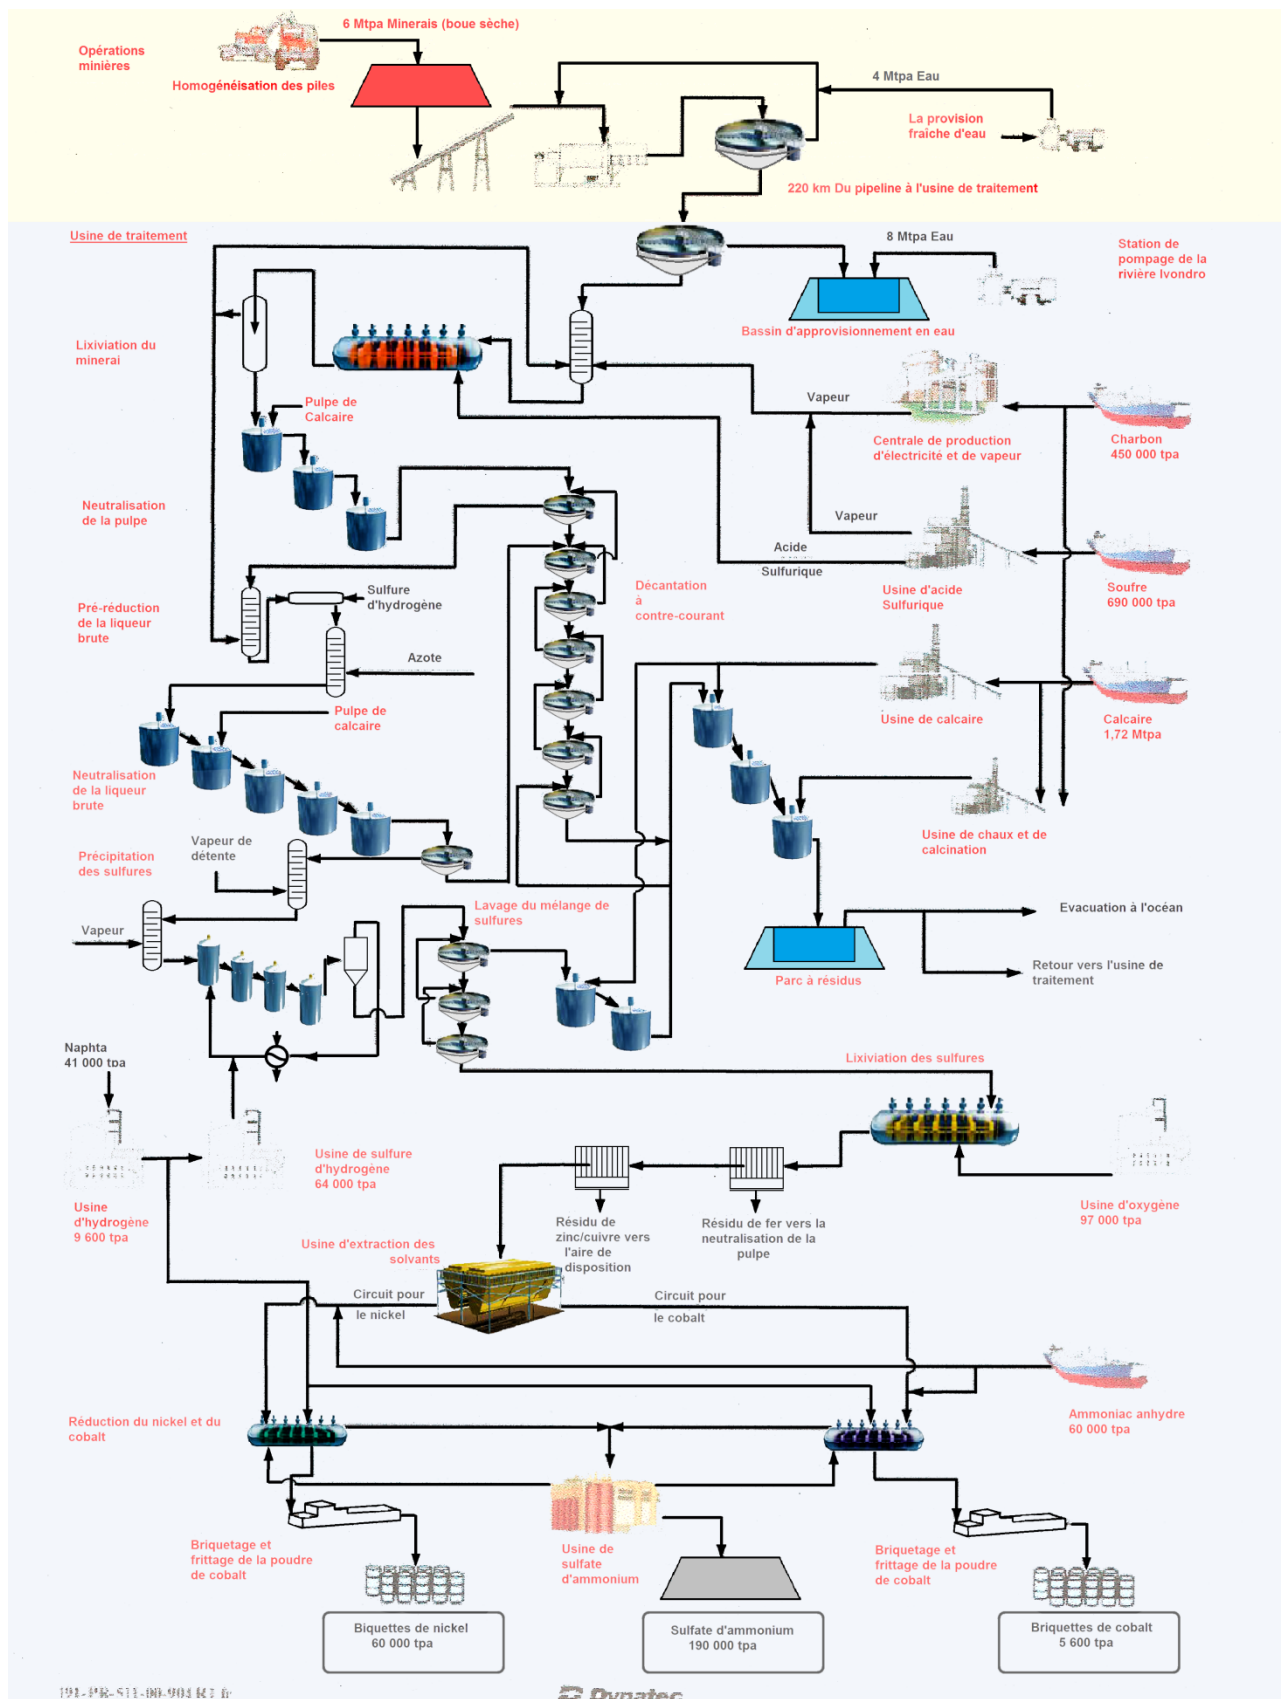 6 Mtpa Minerais (boue sèche)
Opérations
minières
Homogénéisation des piles
4 Mtpa Eau
La provision
fraîche d'eau
220 km Du pipeline à l'usine de traitement
Usine de traitement
8 Mtpa Eau
Station de
pompage de la
rivière Ivondro
Bassin d'approvisionnement en eau
Lixiviation du
minerai
Pulpe de
Calcaire
Vapeur
Centrale de production
d'électricité et de vapeur
Charbon
450 000 tpa
Neutralisation
de la pulpe
Vapeur
Acide
Sulfurique
Usine d'acide
Sulfurique
Soufre
690 000 tpa
Pré-réduction
de la liqueur
brute
Sulfure
d'hydrogène
Décantation
à
contre-courant
Azote
Pulpe de
calcaire
Usine de calcaire
Calcaire
1,72 Mtpa
Neutralisation
de la liqueur
brute
Usine de chaux et de
calcination
Précipitation
des sulfures
Vapeur de
détente
Lavage du mélange de
sulfures
Vapeur
Evacuation à l'océan
Parc à résidus
Retour vers l'usine de
traitement
Naphta
41 000 tpa
Lixiviation des sulfures
Usine de sulfure
d'hydrogène
64 000 tpa
Usine
d'hydrogène
9 600 tpa
Usine d'oxygène
97 000 tpa
Résidu de
zinc/cuivre vers
l'aire de
disposition
Résidu de fer vers la
neutralisation de la
pulpe
Usine d'extraction des
solvants
Circuit pour
le nickel
Circuit pour
le cobalt
Ammoniac anhydre
60 000 tpa
Réduction du nickel et du
cobalt
Briquetage et
frittage de la poudre
de cobalt
Usine de
sulfate
d'ammonium
Briquetage et
frittage de la poudre
de cobalt
Biquettes de nickel
60 000 tpa
Sulfate d'ammonium
190 000 tpa
Briquettes de cobalt
5 600 tpa
Dynatec